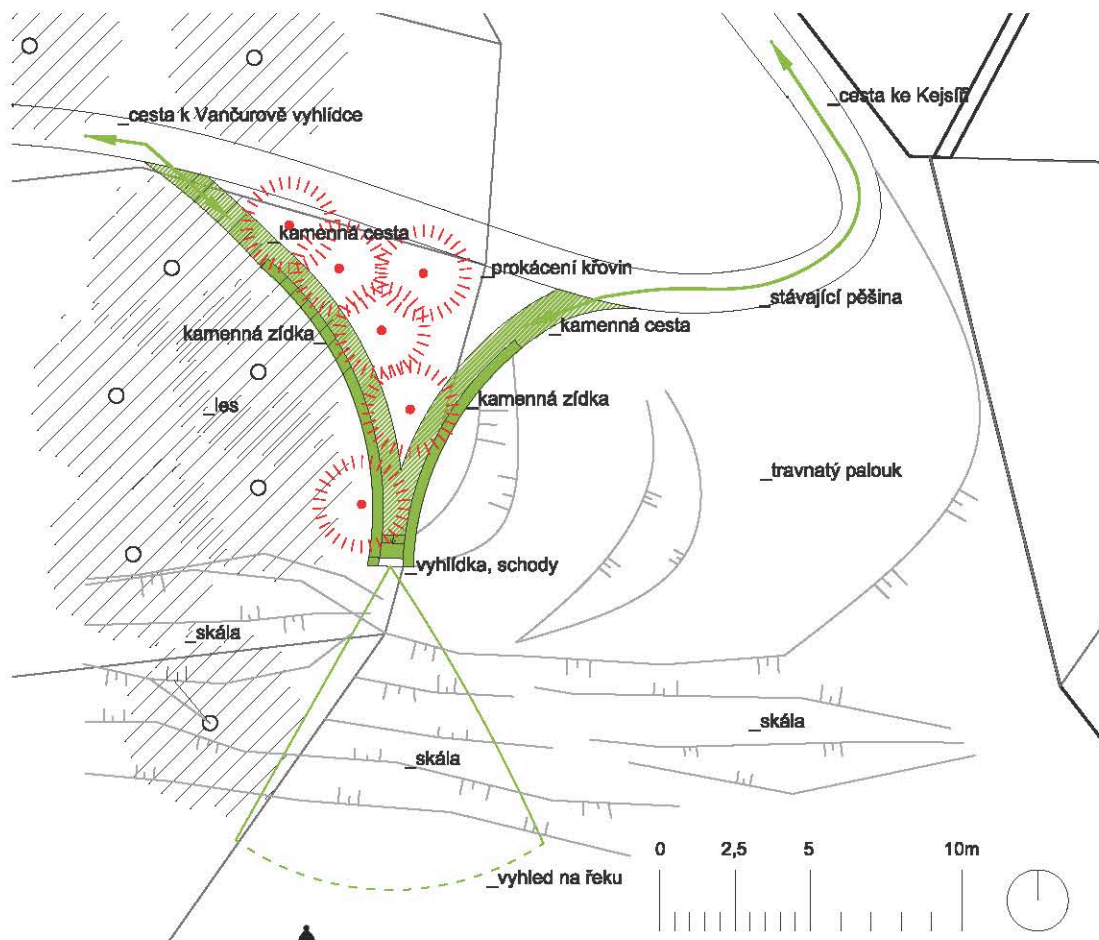 _cesta k Vančurově vyhlídce
_cesta ke Kejslíři
_kamenná cesta
_prokácení křovin
_stávající pěšina
kamenná zídka_
_kamenná cesta
_les
_kamenná zídka
_travnatý palouk
_vyhlídka, schody
_skála
_skála
_skála
0 2,5 5 10m
_vyhled na řeku